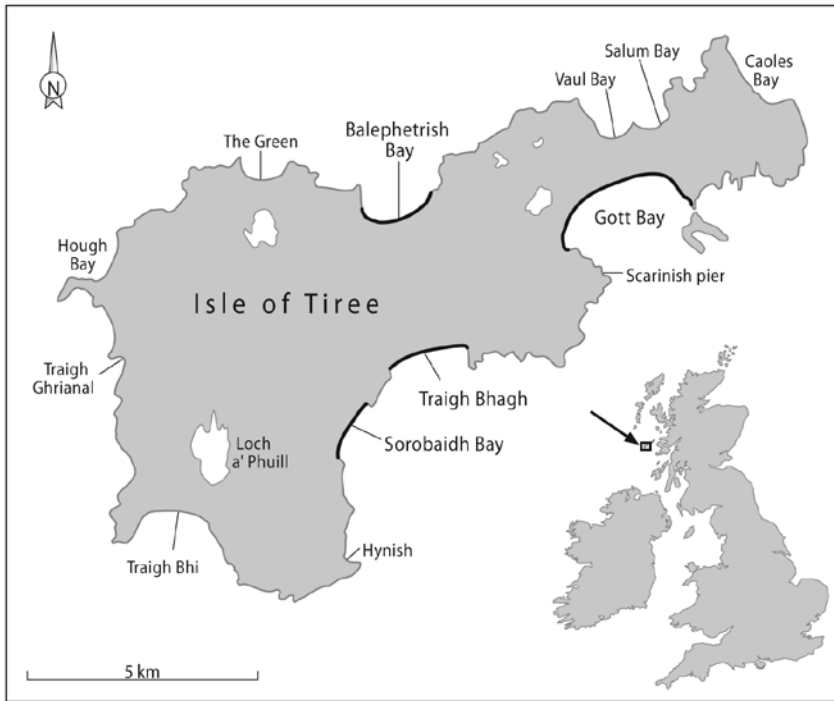 N
Salum Bay
Vaul Bay
Caoles
Bay
The Green
Balephetrish
Bay
Gott Bay
Hough
Bay
Scarinish pier
Isle of Tiree
Traigh
Ghrianal
Traigh Bhagh
Sorobaidh Bay
Loch
a' Phuill
Hynish
Traigh Bhi
5 km